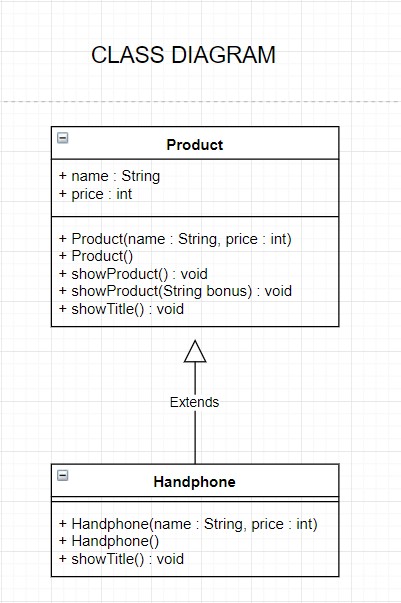 CLASS DIAGRAM
Product
+ name : String
+ price : int
+ Product(name : String, price : int)
+ Product()
+ showProduct() : void
+ showProduct(String bonus) : void
+ showTitle() : void
Extends
Handphone
+ Handphone(name : String, price : int)
+ Handphone()
+ showTitle() : void